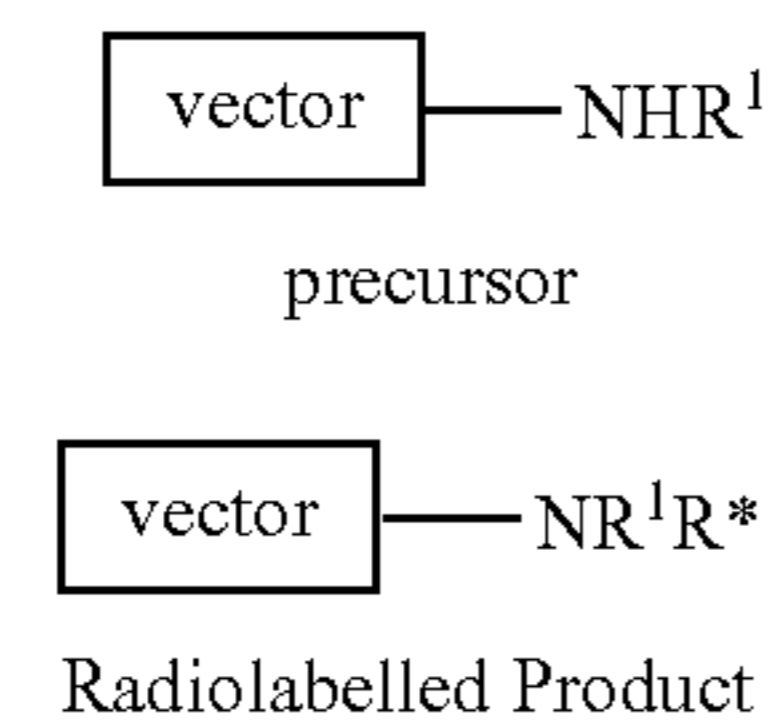 vector
NHR¹
precursor
vector
NR¹R*
Radiolabelled Product